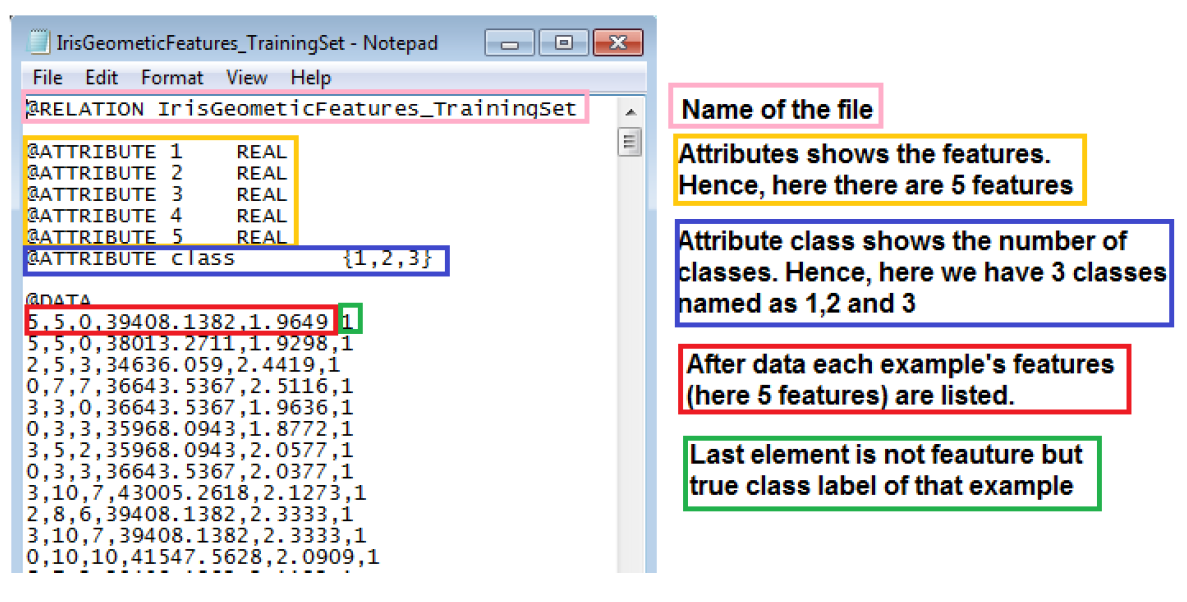 IrisGeometicFeatures_TrainingSet - Notepad
File Edit Format View Help
@RELATION IrisGeometicFeatures_TrainingSet
@ATTRIBUTE 1 REAL
@ATTRIBUTE 2 REAL
@ATTRIBUTE 3 REAL
@ATTRIBUTE 4 REAL
@ATTRIBUTE 5 REAL
@ATTRIBUTE class {1,2,3}
@DATA
5,5,0,39408.1382,1.9649,1
5,5,0,38013.2711,1.9298,1
2,5,3,34636.059,2.4419,1
0,7,7,36643.5367,2.5116,1
3,3,0,36643.5367,1.9636,1
0,3,3,35968.0943,1.8772,1
3,5,2,35968.0943,2.0577,1
0,3,3,36643.5367,2.0377,1
3,10,7,43005.2618,2.1273,1
2,8,6,39408.1382,2.3333,1
3,10,7,39408.1382,2.3333,1
0,10,10,41547.5628,2.0909,1
Name of the file
Attributes shows the features.
Hence, here there are 5 features
Attribute class shows the number of
classes. Hence, here we have 3 classes
named as 1,2 and 3
After data each example's features
(here 5 features) are listed.
Last element is not feauture but
true class label of that example